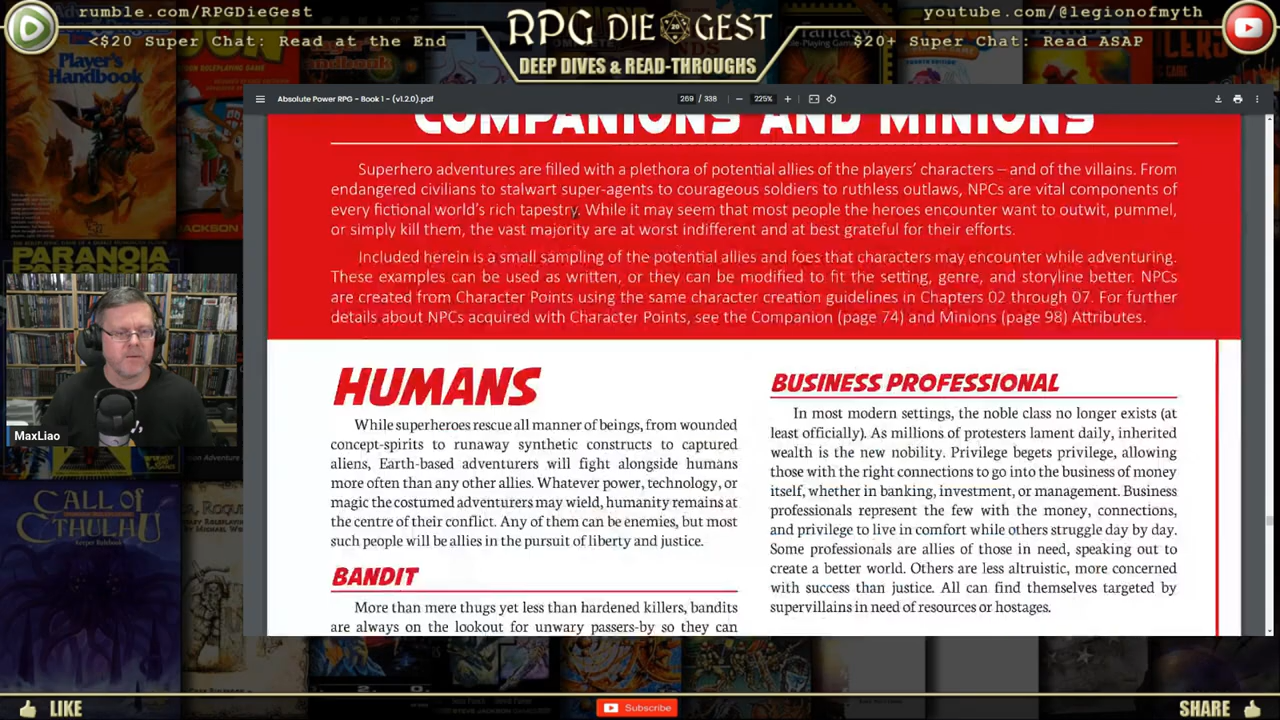 rumble.com/RPGDieGest
<$20 Super Chat: Read at the End
RPG DIE GEST
DEEP DIVES & READ-THROUGHS
youtube.com/@legionofmyth
$20+ Super Chat: Read ASAP
Player's
Handbook
PARANOIA
JACKSON
Absolute Power RPG - Book 1 - (v1.2.0).pdf
269 / 338
225%
COMPANIONS AND MINIONS
Superhero adventures are filled with a plethora of potential allies of the players' characters – and of the villains. From
endangered civilians to stalwart super-agents to courageous soldiers to ruthless outlaws, NPCs are vital components of
every fictional world's rich tapestry. While it may seem that most people the heroes encounter want to outwit, pummel,
or simply kill them, the vast majority are at worst indifferent and at best grateful for their efforts.
Included herein is a small sampling of the potential allies and foes that characters may encounter while adventuring.
These examples can be used as written, or they can be modified to fit the setting, genre, and storyline better. NPCs
are created from Character Points using the same character creation guidelines in Chapters 02 through 07. For further
details about NPCs acquired with Character Points, see the Companion (page 74) and Minions (page 98) Attributes.
HUMANS
While superheroes rescue all manner of beings, from wounded
concept-spirits to runaway synthetic constructs to captured
aliens, Earth-based adventurers will fight alongside humans
more often than any other allies. Whatever power, technology, or
magic the costumed adventurers may wield, humanity remains at
the centre of their conflict. Any of them can be enemies, but most
such people will be allies in the pursuit of liberty and justice.
BANDIT
More than mere thugs yet less than hardened killers, bandits
are always on the lookout for unwary passers-by so they can
BUSINESS PROFESSIONAL
In most modern settings, the noble class no longer exists (at
least officially). As millions of protesters lament daily, inherited
wealth is the new nobility. Privilege begets privilege, allowing
those with the right connections to go into the business of money
itself, whether in banking, investment, or management. Business
professionals represent the few with the money, connections,
and privilege to live in comfort while others struggle day by day.
Some professionals are allies of those in need, speaking out to
create a better world. Others are less altruistic, more concerned
with success than justice. All can find themselves targeted by
supervillains in need of resources or hostages.
MaxLiao
CALL OF
CTHULHU
LIKE
Subscribe
SHARE